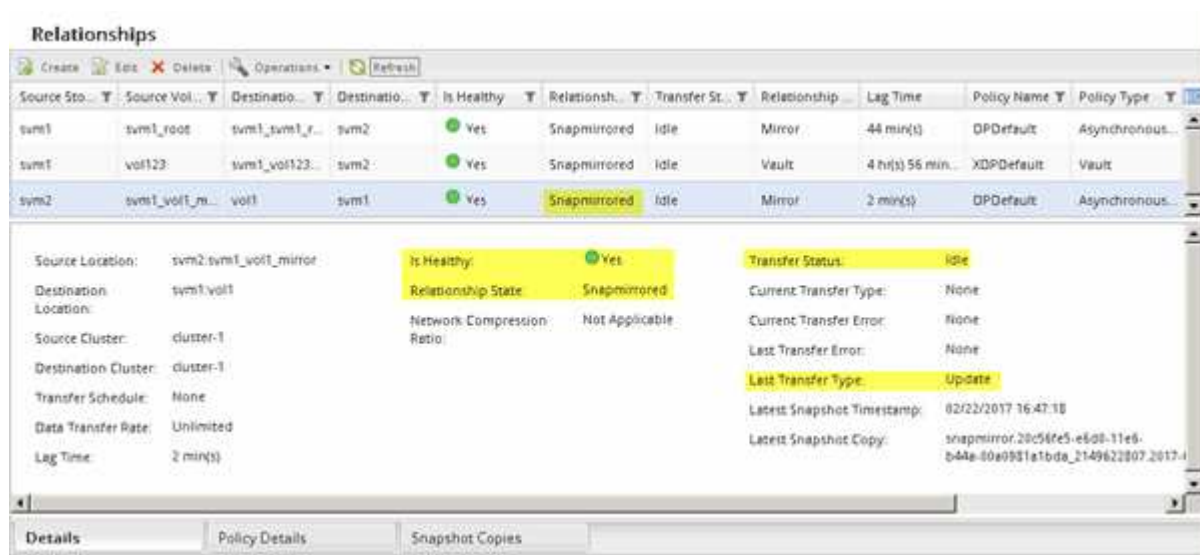 Relationships
Create Edit Delete Operations Refresh
Source Sto... Source Vol... Destinatio... Destinatio... Is Healthy Relationsh... Transfer St... Relationship ... Lag Time Policy Name Policy Type
svm1 svm1_root svm1_svm1_r... svm2 Yes Snapmirrored Idle Mirror 44 min(s) DPDefault Asynchronous...
svm1 vol123 svm1_vol123... svm2 Yes Snapmirrored Idle Vault 4 hr(s) 56 min... XDPDefault Vault
svm2 svm1_vol1_m... vol1 svm1 Yes Snapmirrored Idle Mirror 2 min(s) DPDefault Asynchronous...
Source Location: svm2:svm1_vol1_mirror
Destination Location: svm1:vol1
Source Cluster: cluster-1
Destination Cluster: cluster-1
Transfer Schedule: None
Data Transfer Rate: Unlimited
Lag Time: 2 min(s)
Is Healthy: Yes
Relationship State: Snapmirrored
Network Compression Ratio: Not Applicable
Transfer Status: Idle
Current Transfer Type: None
Current Transfer Error: None
Last Transfer Error: None
Last Transfer Type: Update
Latest Snapshot Timestamp: 02/22/2017 16:47:18
Latest Snapshot Copy:
Details Policy Details Snapshot Copies